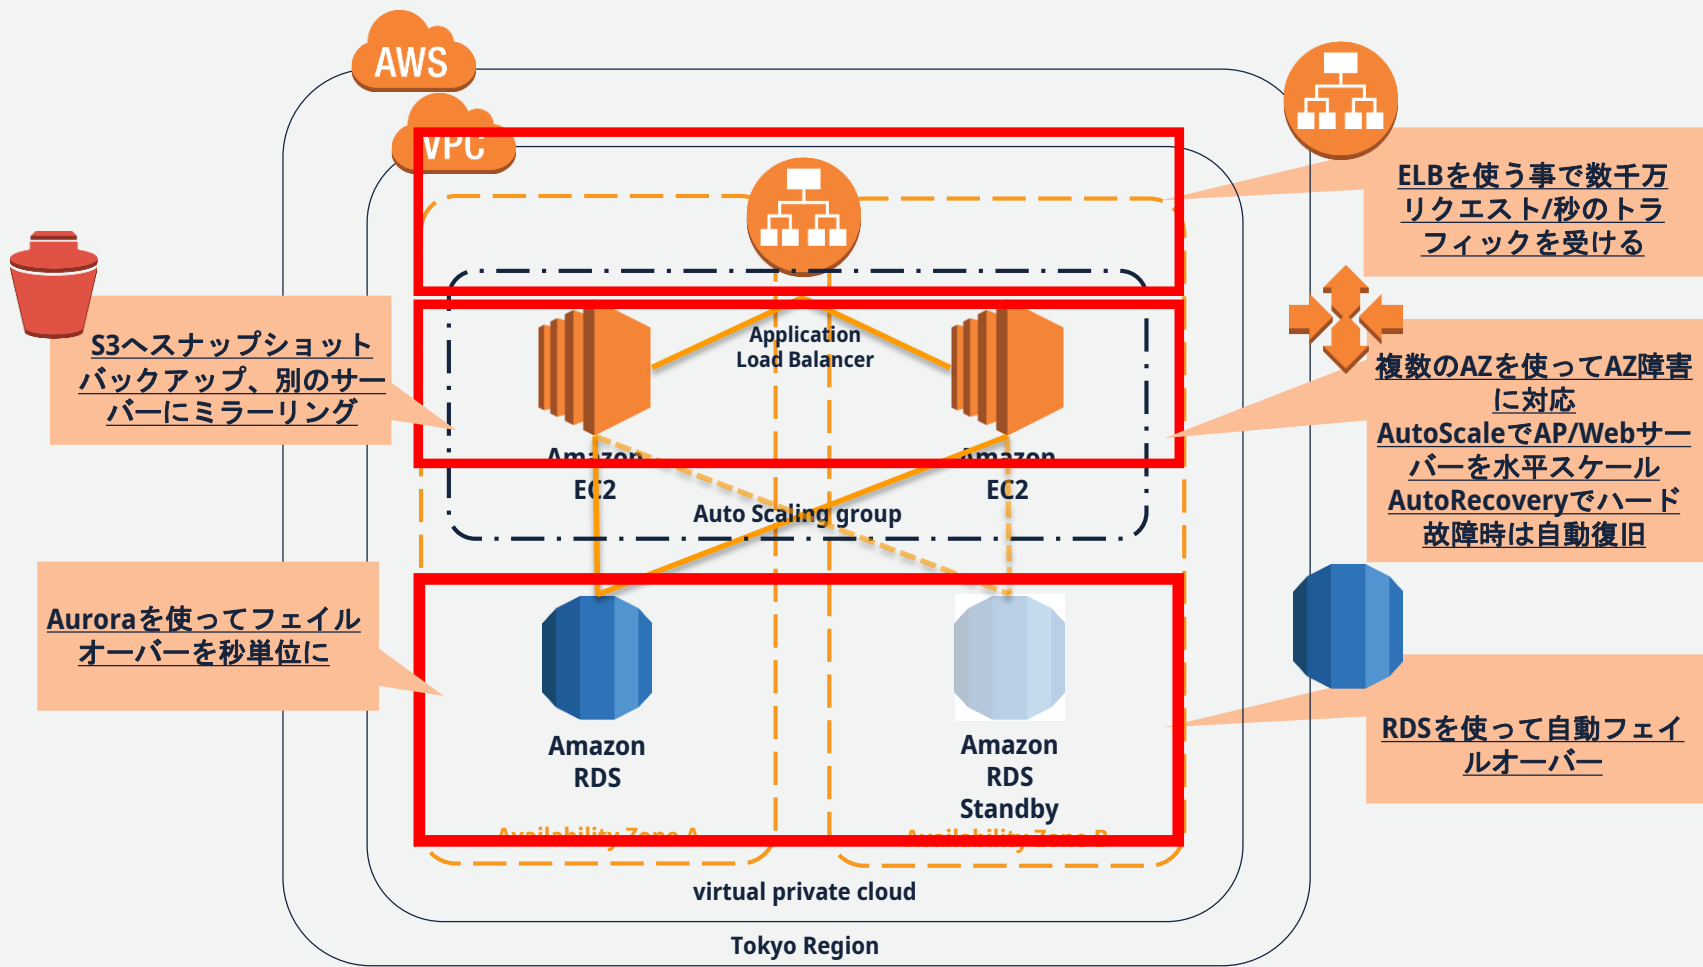 AWS
VPC
ELBを使う事で数千万
リクエスト/秒のトラ
フィックを受ける
S3へスナップショット
バックアップ、別のサー
バーにミラーリング
Application
Load Balancer
複数のAZを使ってAZ障害
に対応
AutoScaleでAP/Webサー
バーを水平スケール
AutoRecoveryでハード
故障時は自動復旧
Amazon
EC2
Amazon
EC2
Auto Scaling group
Auroraを使ってフェイル
オーバーを秒単位に
Amazon
RDS
Amazon
RDS
Standby
RDSを使って自動フェイ
ルオーバー
Availability Zone A
Availability Zone B
virtual private cloud
Tokyo Region